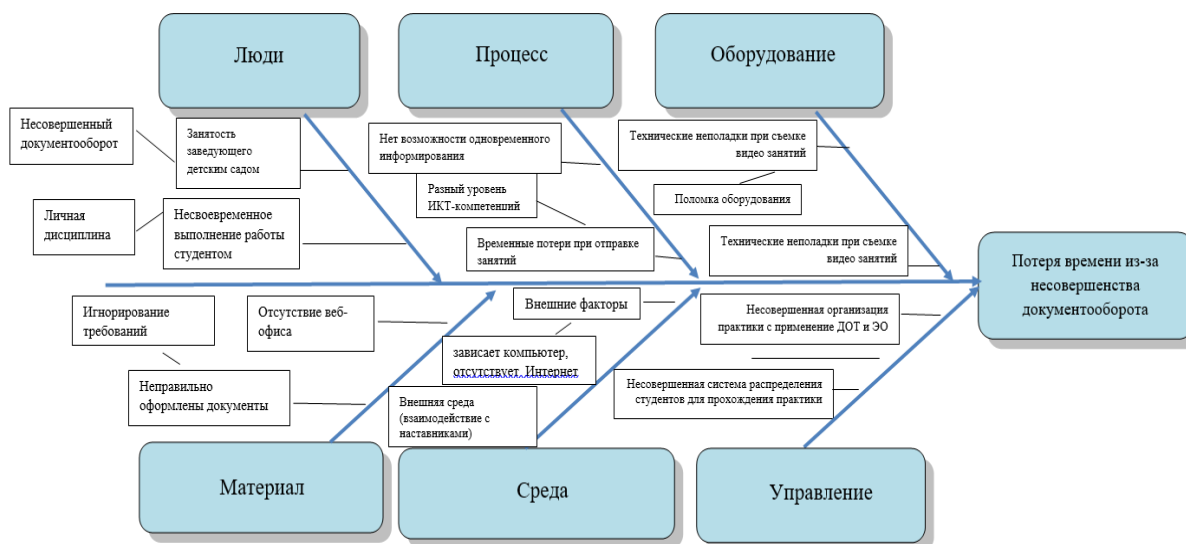 Люди
Процесс
Оборудование
Несовершенный
документооборот
Занятость
заведующего
детским садом
Нет возможности одновременного
информирования
Технические неполадки при съемке
видео занятий
Разный уровень
ИКТ-компетенций
Поломка оборудования
Личная
дисциплина
Несвоевременное
выполнение работы
студентом
Временные потери при отправке
занятий
Технические неполадки при съемке
видео занятий
Потеря времени из-за
несовершенства
документооборота
Игнорирование
требований
Отсутствие веб-
офиса
Внешние факторы
Несовершенная организация
практики с применение ДОТ и ЭО
зависает компьютер,
отсутствует, Интернет
Неправильно
оформлены документы
Внешняя среда
(взаимодействие с
наставниками)
Несовершенная система распределения
студентов для прохождения практики
Материал
Среда
Управление